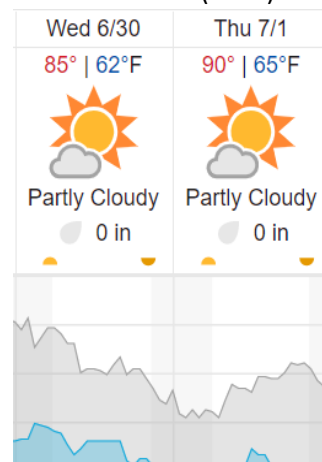 Wed 6/30
Thu 7/1
85° | 62°F
90° | 65°F
Partly Cloudy
Partly Cloudy
0 in
0 in